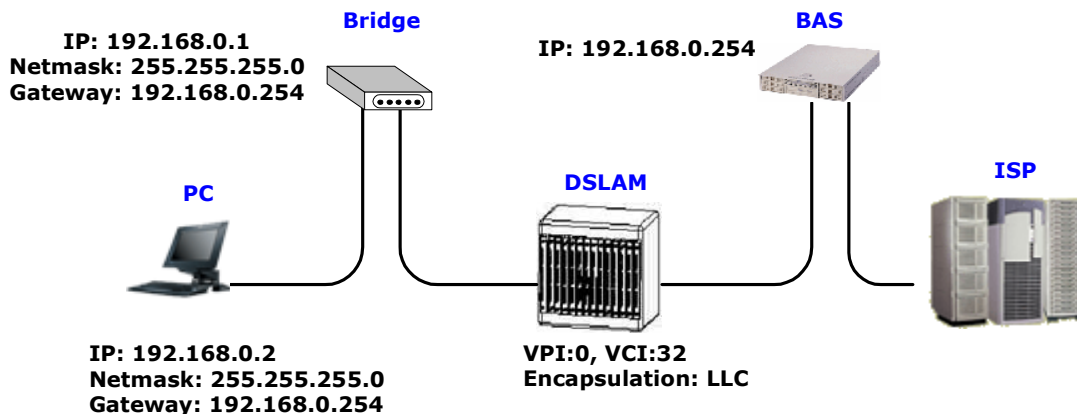 Bridge
IP: 192.168.0.1
Netmask: 255.255.255.0
Gateway: 192.168.0.254
BAS
IP: 192.168.0.254
PC
DSLAM
ISP
IP: 192.168.0.2
Netmask: 255.255.255.0
Gateway: 192.168.0.254
VPI:0, VCI:32
Encapsulation: LLC